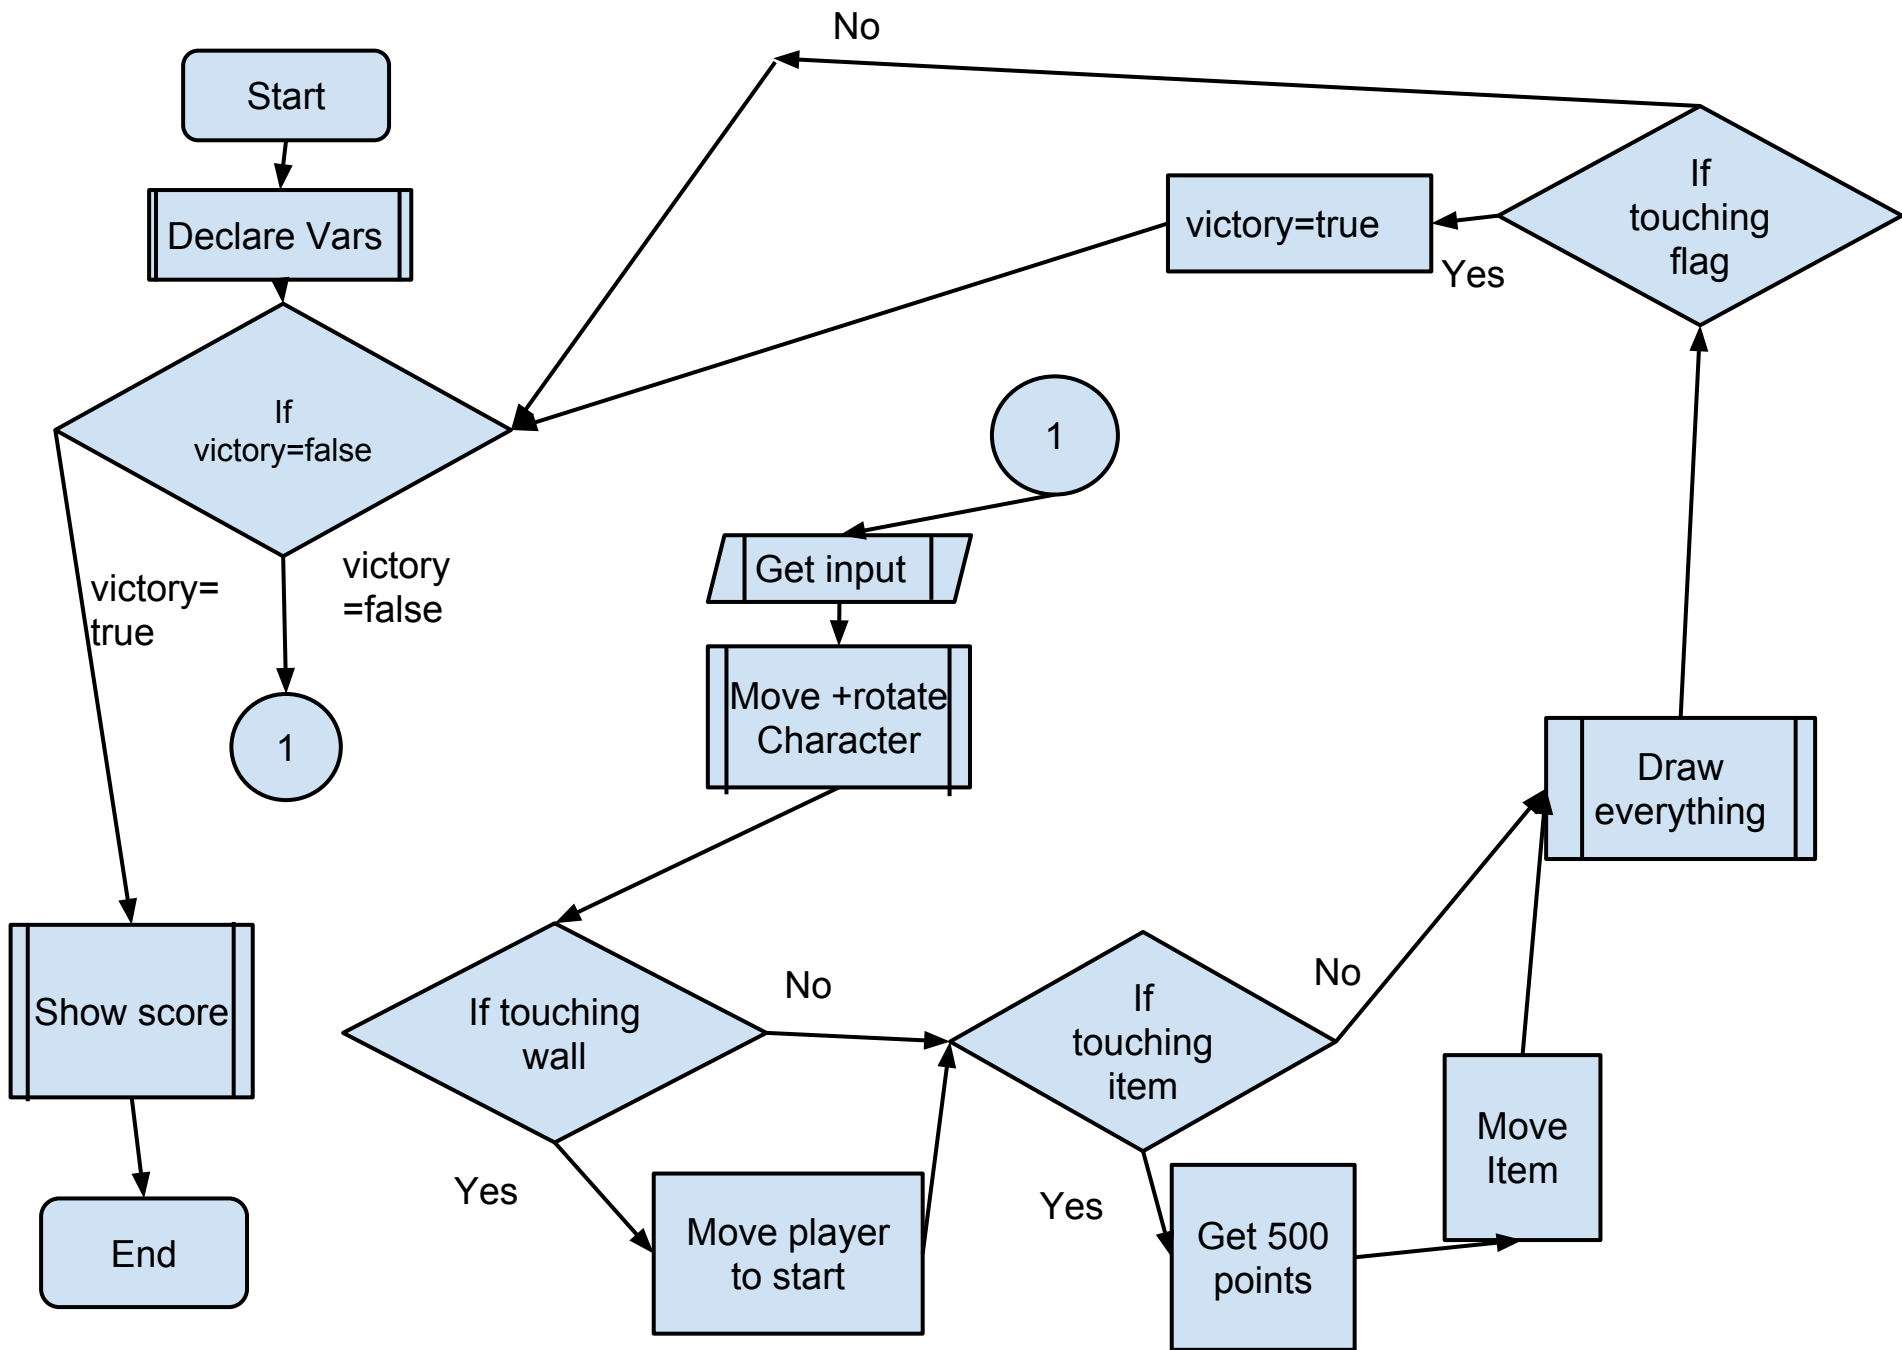 No
Start
Declare Vars
If
touching
flag
victory=true
Yes
If
victory=false
1
victory=
true
victory
=false
1
Get input
Move +rotate
Character
Draw
everything
Show score
If touching
wall
No
If
touching
item
No
Move
Item
Yes
Move player
to start
Yes
Get 500
points
End